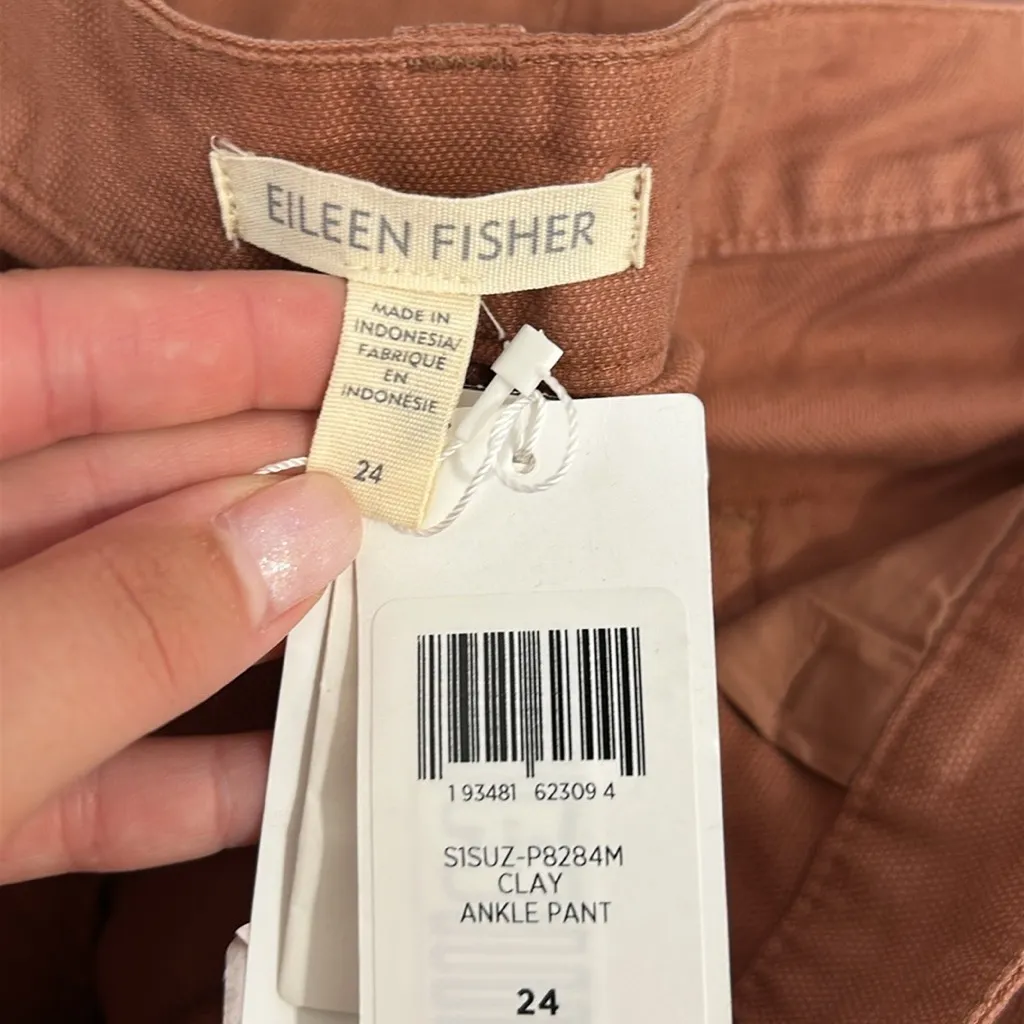 EILEEN FISHER
MADE IN
INDONESIA/
FABRIQUE
EN
INDONESIE
24
1 93481 62309 4
S1SUZ-P8284M
CLAY
ANKLE PANT
24